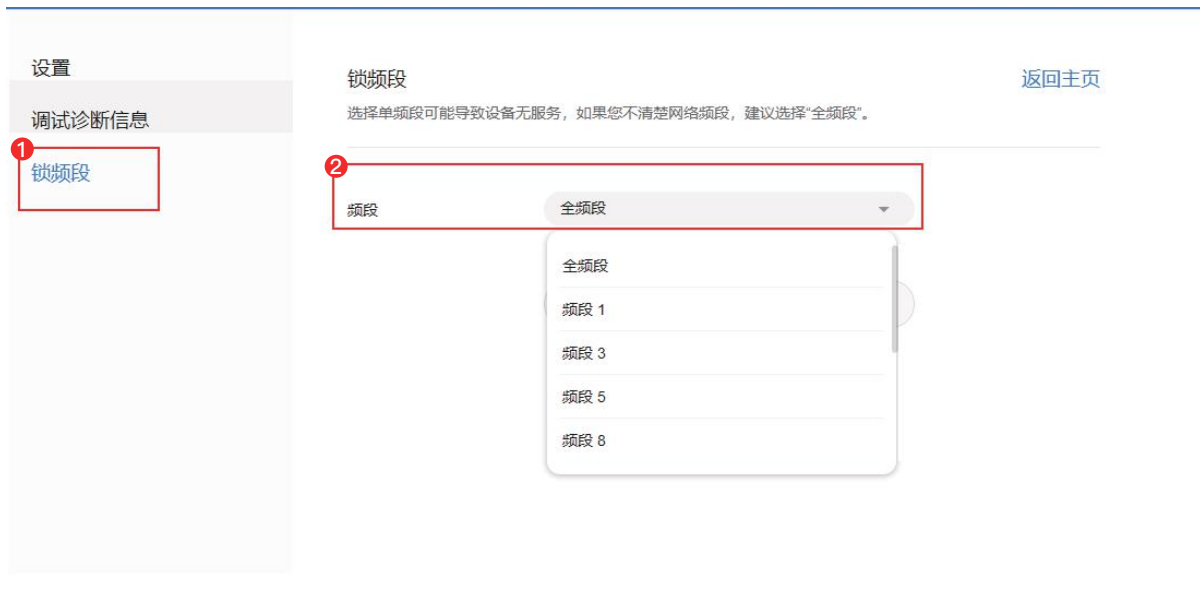 设置
调试诊断信息
1
锁频段
锁频段
返回主页
选择单频段可能导致设备无服务，如果您不清楚网络频段，建议选择“全频段”。
2
频段
全频段
全频段
频段 1
频段 3
频段 5
频段 8